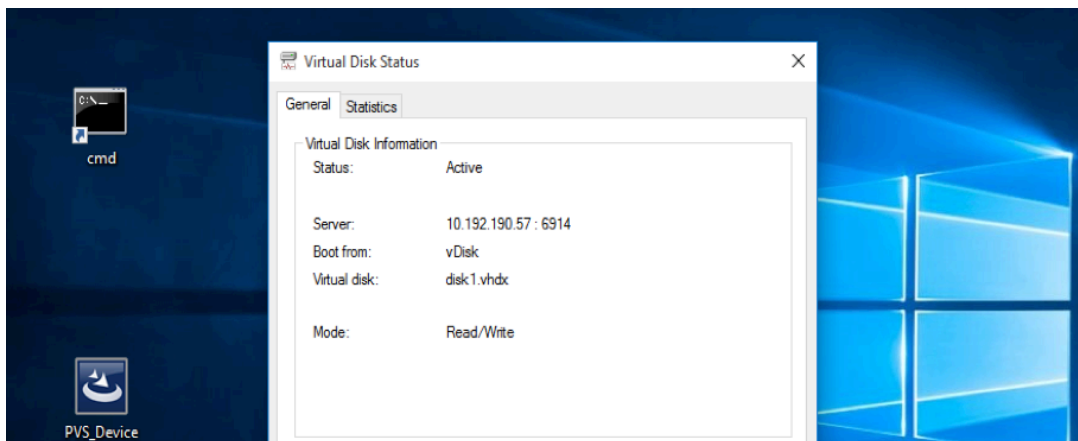 Virtual Disk Status
General Statistics
C:\_
cmd
Virtual Disk Information
Status: Active
Server: 10.192.190.57 : 6914
Boot from: vDisk
Virtual disk: disk1.vhdx
Mode: Read/Write
PVS_Device